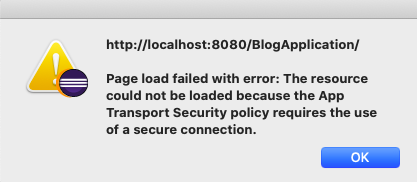 http://localhost:8080/BlogApplication/
Page load failed with error: The resource
could not be loaded because the App
Transport Security policy requires the use
of a secure connection.
OK